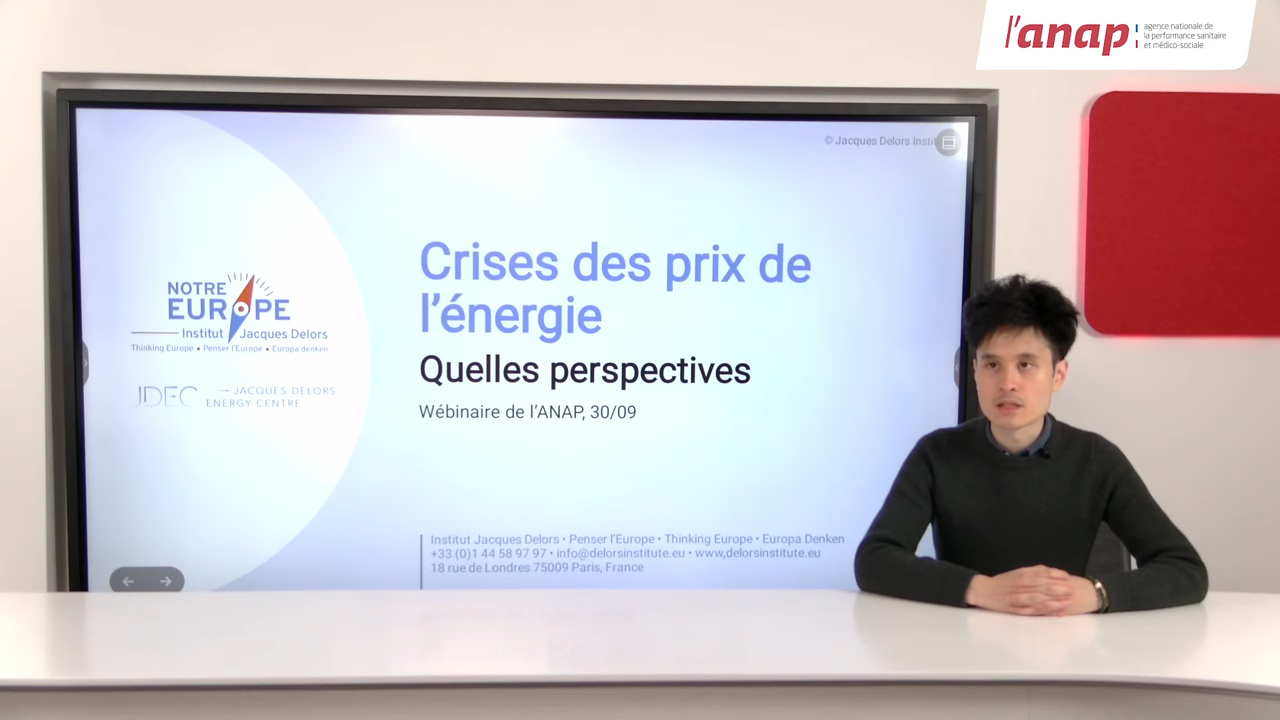 l'anap
agence nationale de
la performance sanitaire
et médico-sociale
© Jacques Delors
NOTRE
EUROPE
Institut Jacques Delors
Thinking Europe • Penser l'Europe • Europa denken
JDEC
JACQUES DELORS
ENERGY CENTRE
Crises des prix de
l'énergie
Quelles perspectives
Wébinaire de l'ANAP, 30/09
Institut Jacques Delors • Penser l'Europe • Thinking Europe • Europa Denken
+33 (0)1 44 58 97 97 • info@delorsinstitute.eu • www,delorsinstitute.eu
18 rue de Londres 75009 Paris, France